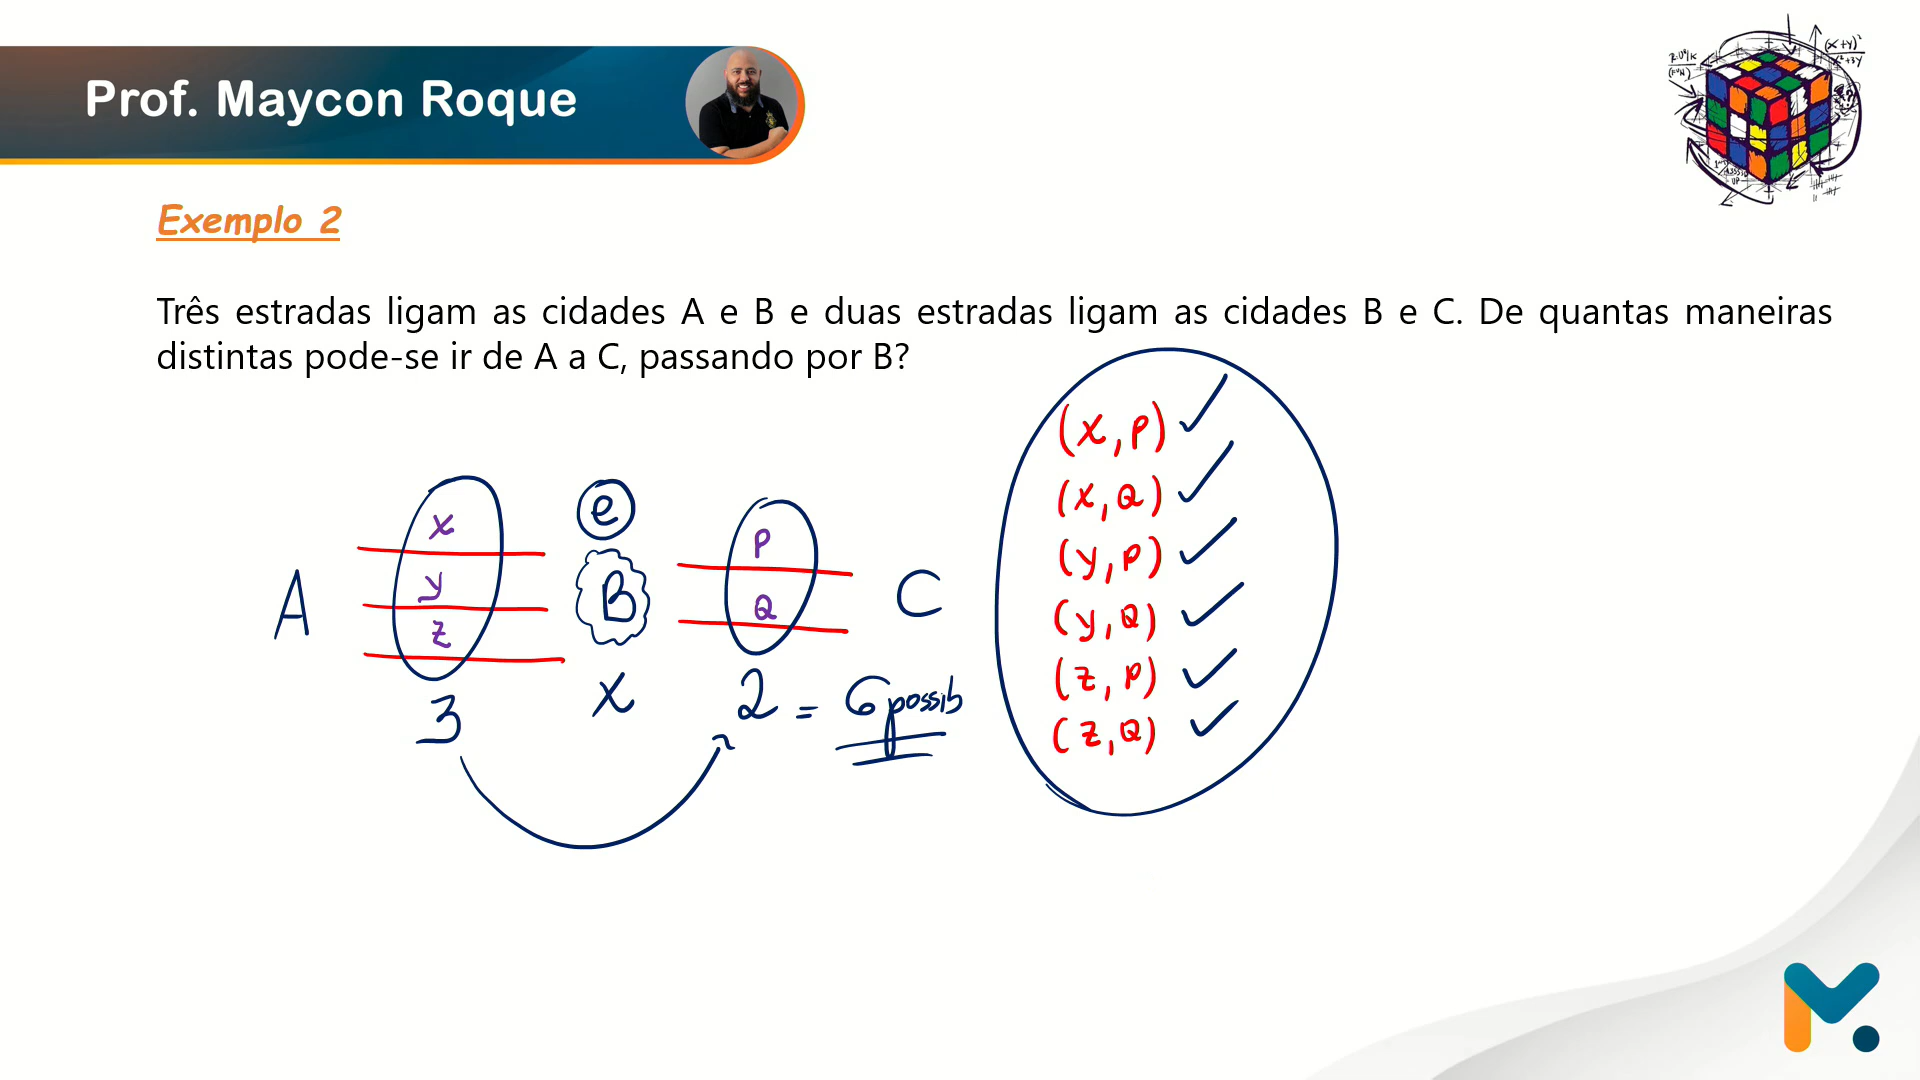 Prof. Maycon Roque
(x+y)²
Exemplo 2
Três estradas ligam as cidades A e B e duas estradas ligam as cidades B e C. De quantas maneiras
distintas pode-se ir de A a C, passando por B?
(x,P)
(x,Q)
(y,P)
(y,Q)
(z,P)
(z,Q)
e
x
P
A
y
B
Q
C
z
3 x 2 = 6 possib